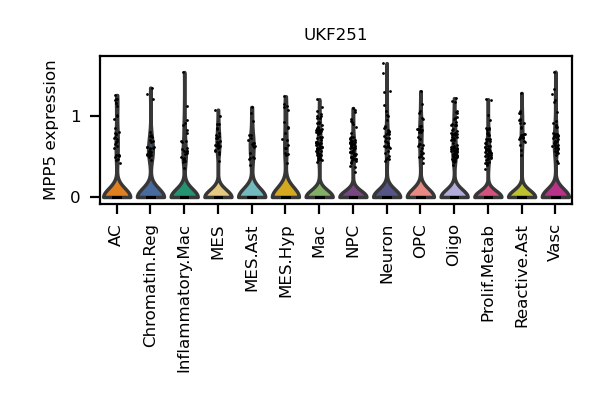 UKF251
MPP5 expression
1
0
AC
Chromatin.Reg
Inflammatory.Mac
MES
MES.Ast
MES.Hyp
Mac
NPC
Neuron
OPC
Oligo
Prolif.Metab
Reactive.Ast
Vasc